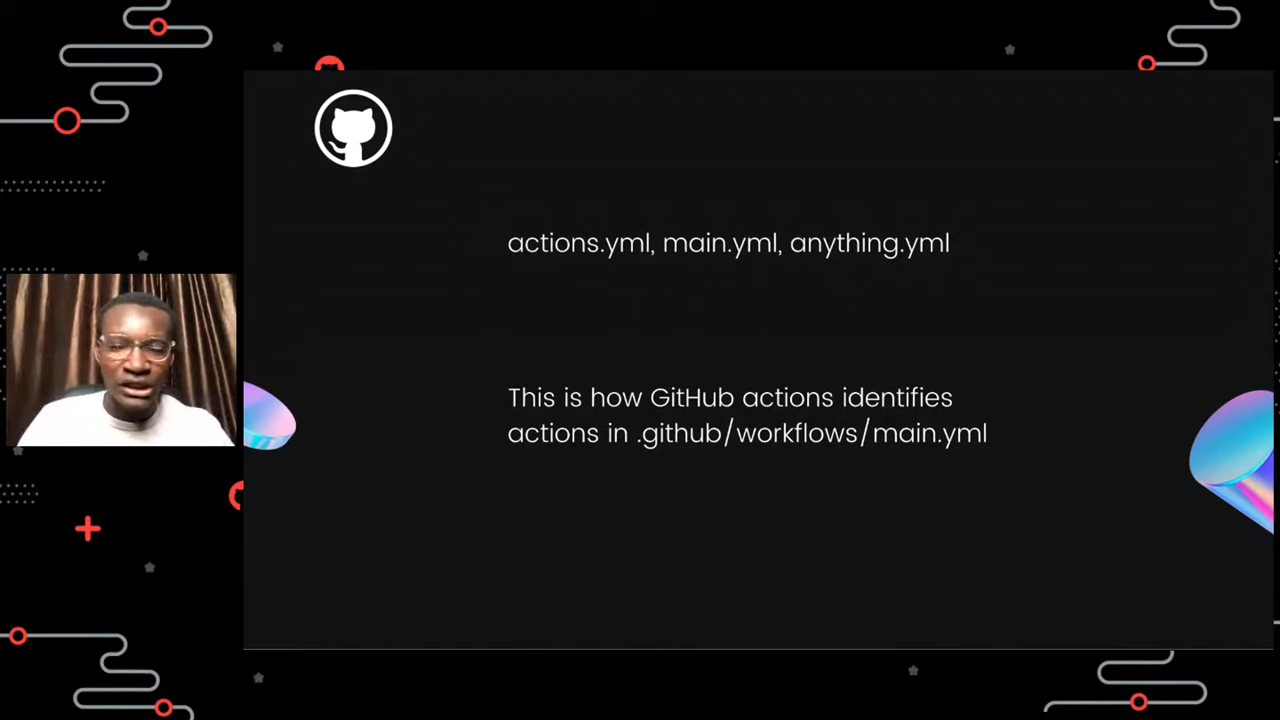 actions.yml, main.yml, anything.yml
This is how GitHub actions identifies
actions in .github/workflows/main.yml